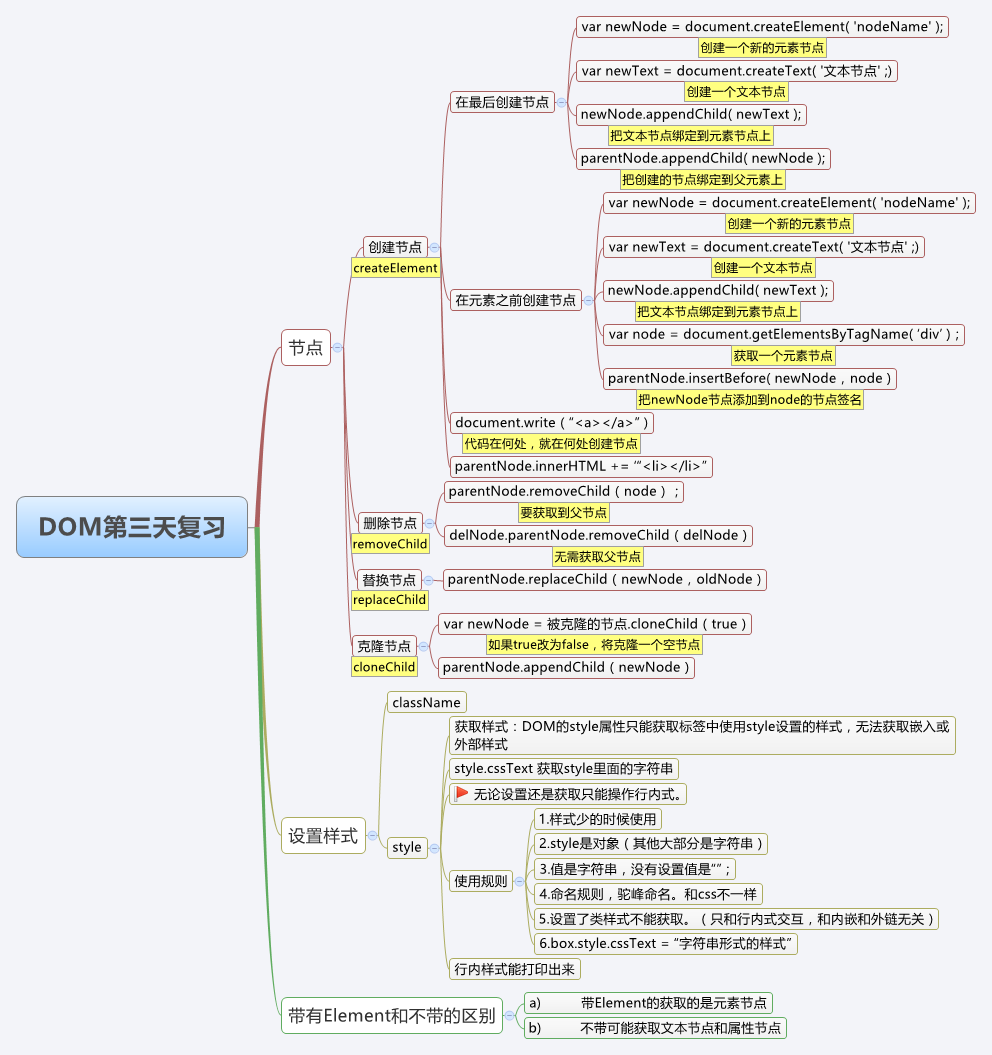 DOM第三天复习
节点
创建节点
createElement
在最后创建节点
var newNode = document.createElement( 'nodeName' );
创建一个新的元素节点
var newText = document.createText( '文本节点' ;)
创建一个文本节点
newNode.appendChild( newText );
把文本节点绑定到元素节点上
parentNode.appendChild( newNode );
把创建的节点绑定到父元素上
在元素之前创建节点
var newNode = document.createElement( 'nodeName' );
创建一个新的元素节点
var newText = document.createText( '文本节点' ;)
创建一个文本节点
newNode.appendChild( newText );
把文本节点绑定到元素节点上
var node = document.getElementsByTagName( ‘div’ ) ;
获取一个元素节点
parentNode.insertBefore( newNode , node )
把newNode节点添加到node的节点签名
document.write ( “<a></a>” )
代码在何处，就在何处创建节点
parentNode.innerHTML += ‘“<li></li>”
删除节点
removeChild
parentNode.removeChild ( node ) ;
要获取到父节点
delNode.parentNode.removeChild ( delNode )
无需获取父节点
替换节点
replaceChild
parentNode.replaceChild ( newNode , oldNode )
克隆节点
cloneChild
var newNode = 被克隆的节点.cloneChild ( true )
如果true改为false，将克隆一个空节点
parentNode.appendChild ( newNode )
设置样式
className
style
获取样式：DOM的style属性只能获取标签中使用style设置的样式，无法获取嵌入或
外部样式
style.cssText 获取style里面的字符串
无论设置还是获取只能操作行内式。
使用规则
1.样式少的时候使用
2.style是对象（其他大部分是字符串）
3.值是字符串，没有设置值是“” ;
4.命名规则，驼峰命名。和css不一样
5.设置了类样式不能获取。（只和行内式交互，和内嵌和外链无关）
6.box.style.cssText = “字符串形式的样式”
行内样式能打印出来
带有Element和不带的区别
a) 带Element的获取的是元素节点
b) 不带可能获取文本节点和属性节点